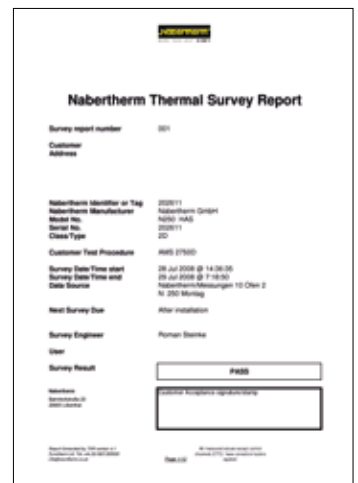 Nabertherm
Nabertherm Thermal Survey Report
Survey report number 001
Customer
Address
Nabertherm Identifier or Tag 202611
Nabertherm Manufacturer Nabertherm GmbH
Model No. N250 HAS
Serial No. 202611
Class/Type 2D
Customer Test Procedure AMS 2750D
Survey Date/Time start 28 Jul 2008 @ 14:36:35
Survey Date/Time end 29 Jul 2008 @ 7:16:50
Data Source Nabertherm/Messungen 10 Ofen 2
N 250 Montag
Next Survey Due After installation
Survey Engineer Roman Steinke
User
Survey Result PASS
Nabertherm
Customer Acceptance signature/stamp